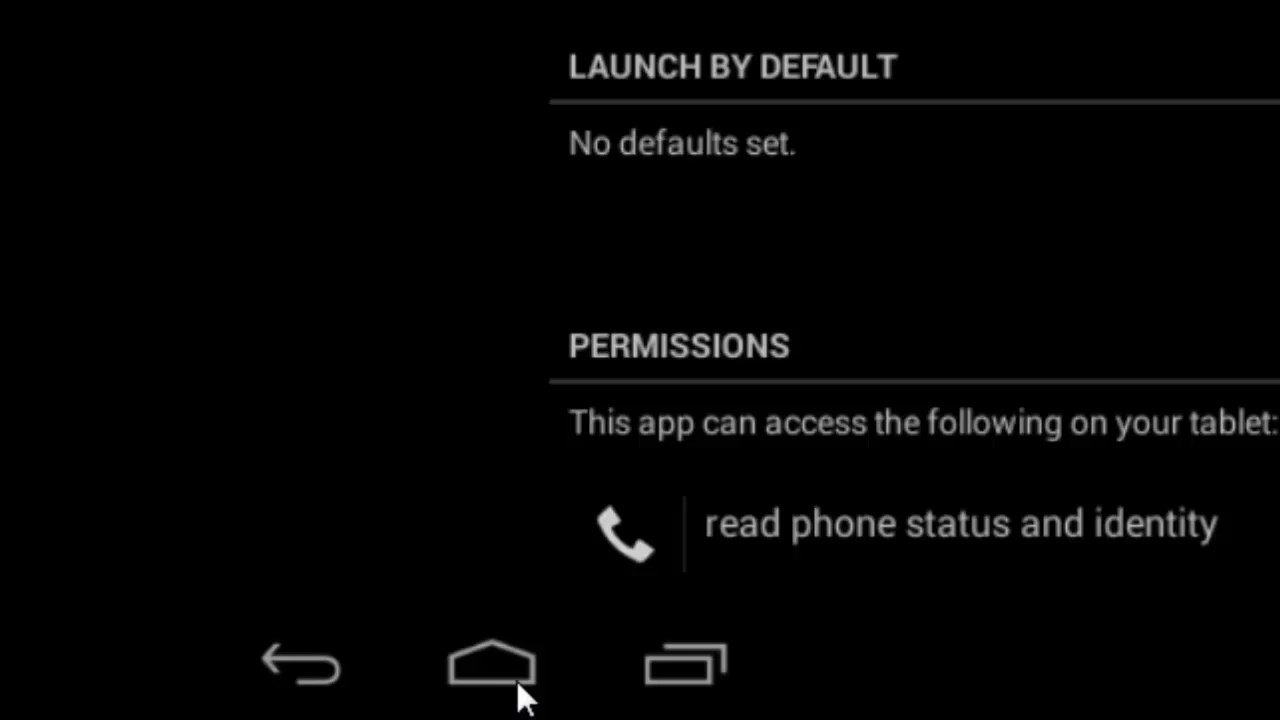 LAUNCH BY DEFAULT
No defaults set.
PERMISSIONS
This app can access the following on your tablet:
read phone status and identity